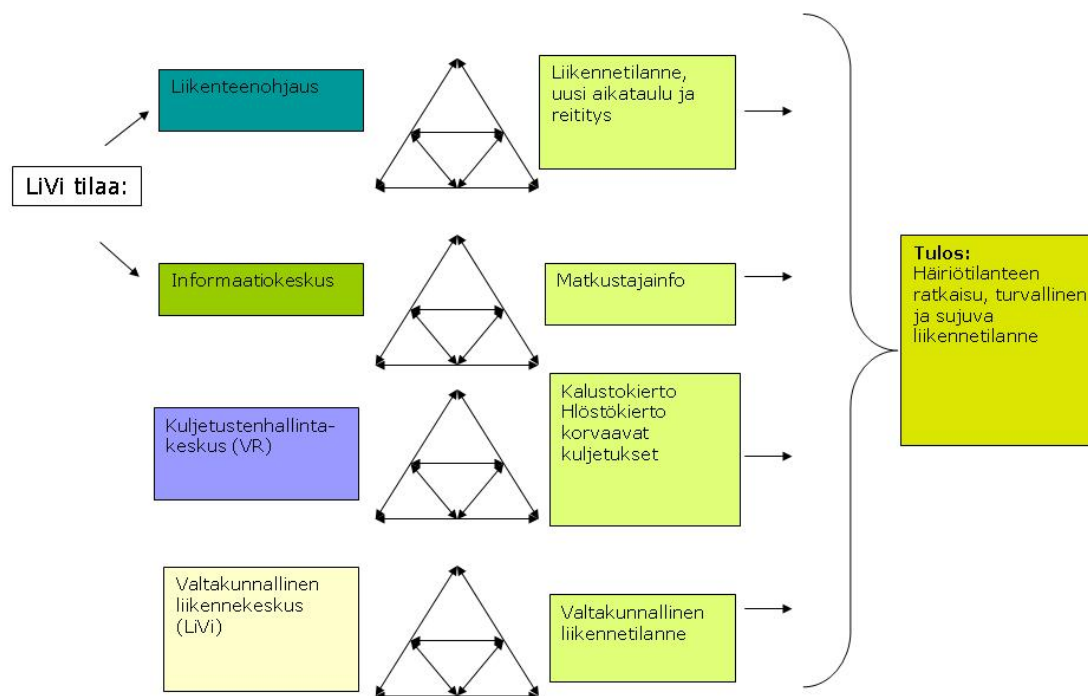 LiVi tilaa:
Liikenteenohjaus
Liikennetilanne,
uusi aikataulu ja
reititys
Informaatiokeskus
Matkustajainfo
Kuljetustenhallinta-
keskus (VR)
Kalustokierto
Hlöstökierto
korvaavat
kuljetukset
Valtakunnallinen
liikennekeskus
(LiVi)
Valtakunnallinen
liikennetilanne
Tulos:
Häiriötilanteen
ratkaisu, turvallinen
ja sujuva
liikennetilanne